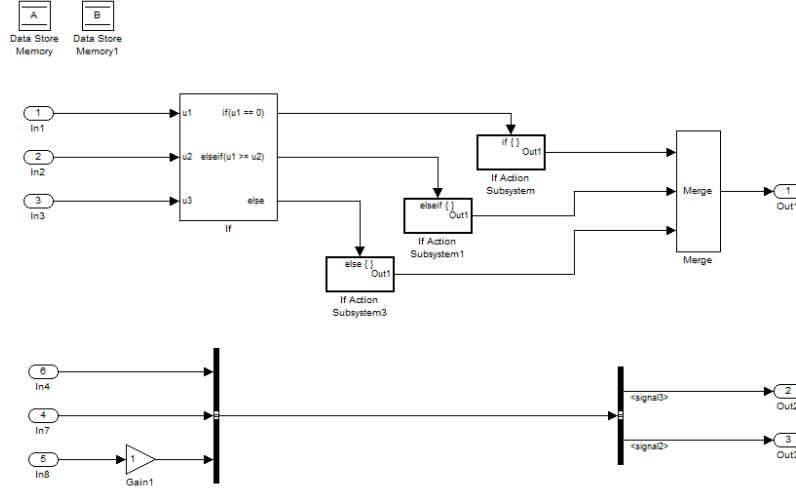 A
B
Data Store
Memory
Data Store
Memory1
1
In1
2
In2
3
In3
u1
if(u1 == 0)
u2
elseif(u1 >= u2)
u3
else
If
if { }
Out1
If Action
Subsystem
elseif { }
Out1
If Action
Subsystem1
else { }
Out1
If Action
Subsystem3
Merge
Merge
1
Out1
6
In4
4
In7
5
In8
1
Gain1
<signal3>
<signal2>
2
Out2
3
Out3